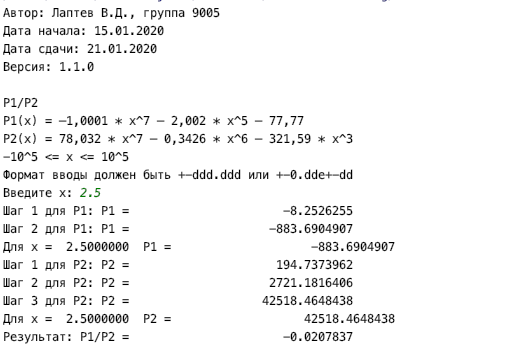 Автор: Лаптев В.Д., группа 9005
Дата начала: 15.01.2020
Дата сдачи: 21.01.2020
Версия: 1.1.0
P1/P2
P1(x) = −1,0001 * x^7 − 2,002 * x^5 − 77,77
P2(x) = 78,032 * x^7 − 0,3426 * x^6 − 321,59 * x^3
−10^5 <= x <= 10^5
Формат вводы должен быть +−ddd.ddd или +−0.dde+−dd
Введите x: 2.5
Шаг 1 для P1: P1 = −8.2526255
Шаг 2 для P1: P1 = −883.6904907
Для x = 2.5000000 P1 = −883.6904907
Шаг 1 для P2: P2 = 194.7373962
Шаг 2 для P2: P2 = 2721.1816406
Шаг 3 для P2: P2 = 42518.4648438
Для x = 2.5000000 P2 = 42518.4648438
Результат: P1/P2 = −0.0207837